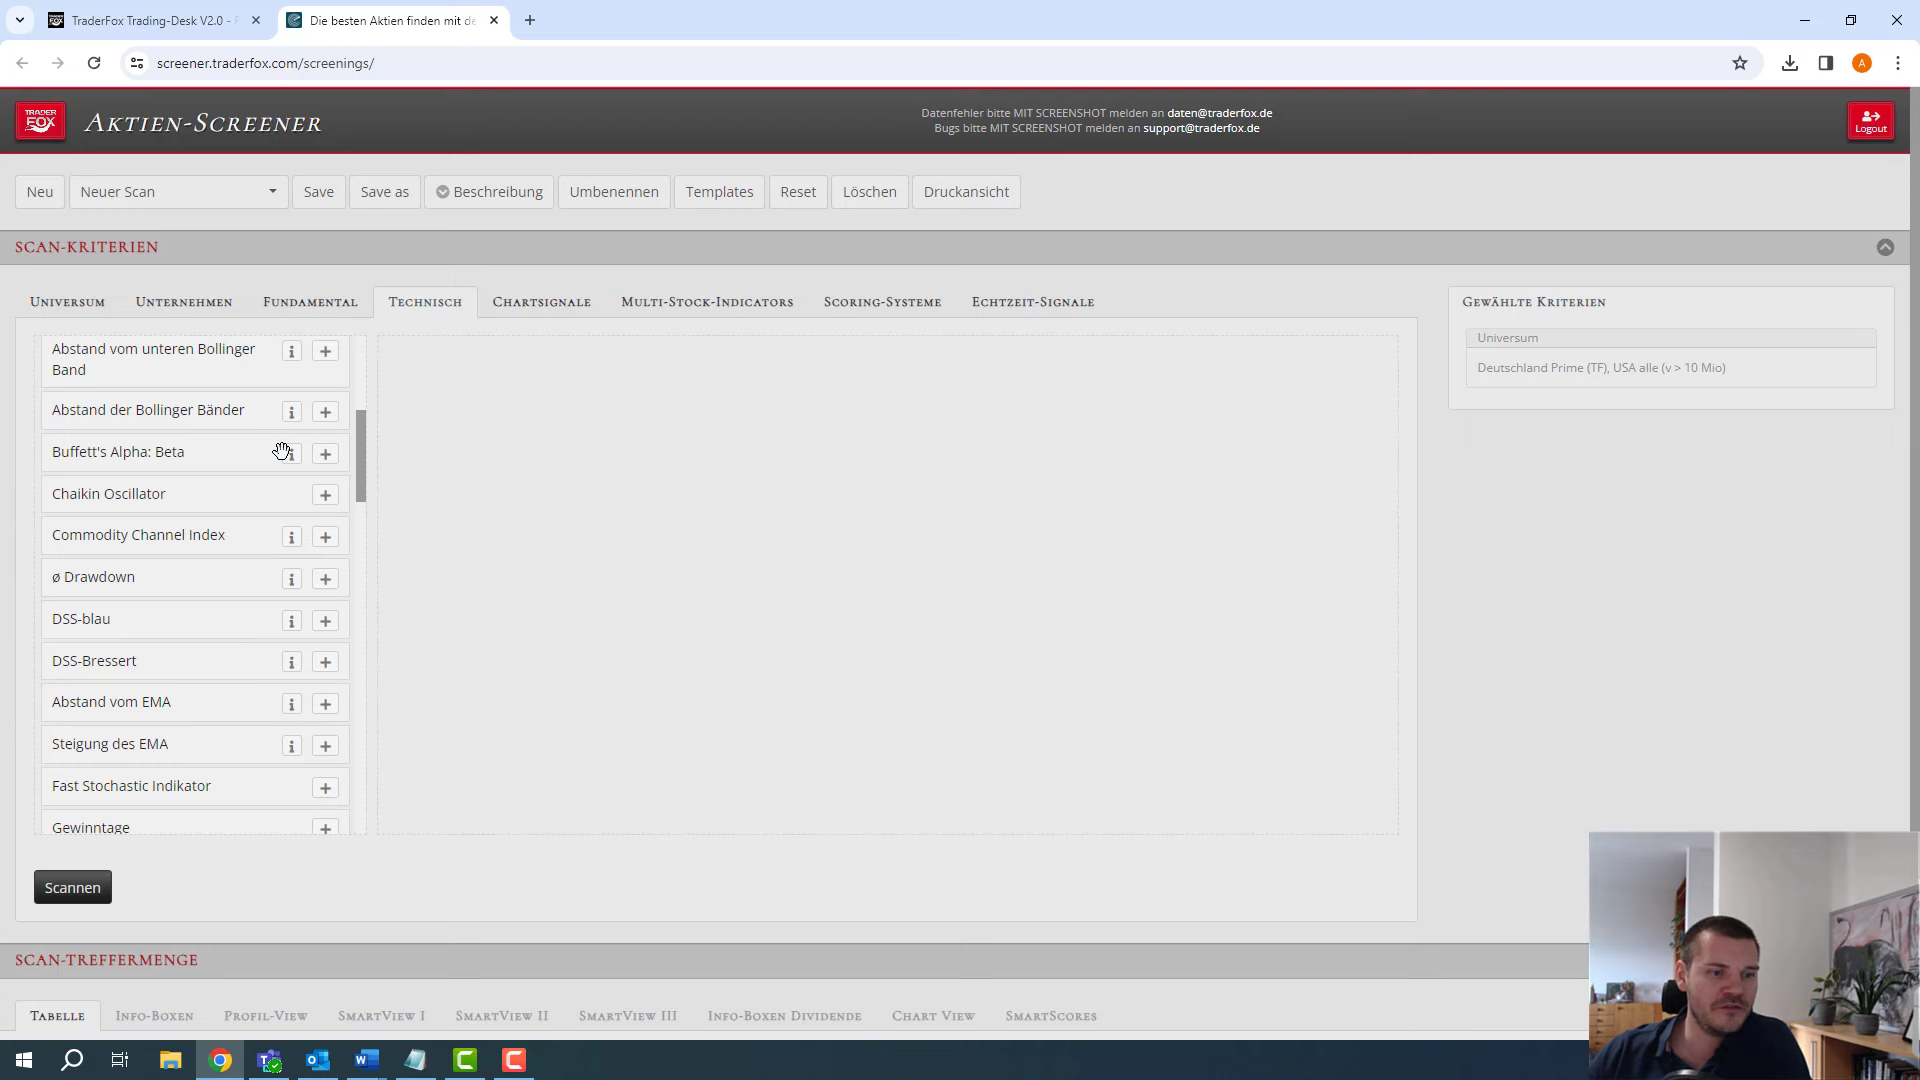 TraderFox Trading-Desk V2.0 -
Die besten Aktien finden mit de
screener.traderfox.com/screenings/
A
TRADER
FOX
Aktien-Screener
Datenfehler bitte MIT SCREENSHOT melden an daten@traderfox.de
Bugs bitte MIT SCREENSHOT melden an support@traderfox.de
Logout
Neu
Neuer Scan
Save
Save as
Beschreibung
Umbenennen
Templates
Reset
Löschen
Druckansicht
SCAN-KRITERIEN
Universum
Unternehmen
Fundamental
Technisch
Chartsignale
Multi-Stock-Indicators
Scoring-Systeme
Echtzeit-Signale
Abstand vom unteren Bollinger
Band
Abstand der Bollinger Bänder
Buffett's Alpha: Beta
Chaikin Oscillator
Commodity Channel Index
ø Drawdown
DSS-blau
DSS-Bressert
Abstand vom EMA
Steigung des EMA
Fast Stochastic Indikator
Gewinntage
Scannen
Gewählte Kriterien
Universum
Deutschland Prime (TF), USA alle (v > 10 Mio)
SCAN-TREFFERMENGE
Tabelle
Info-Boxen
Profil-View
SmartView I
SmartView II
SmartView III
Info-Boxen Dividende
Chart View
SmartScores